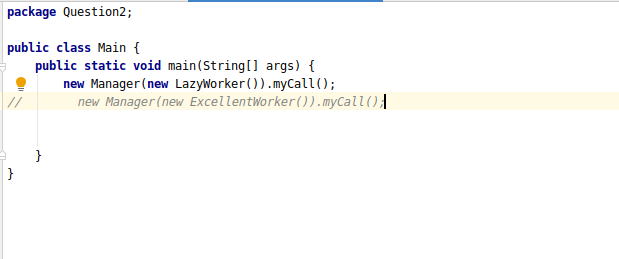 package Question2;
public class Main {
public static void main(String[] args) {
new Manager(new LazyWorker()).myCall();
// new Manager(new ExcellentWorker()).myCall();
}
}